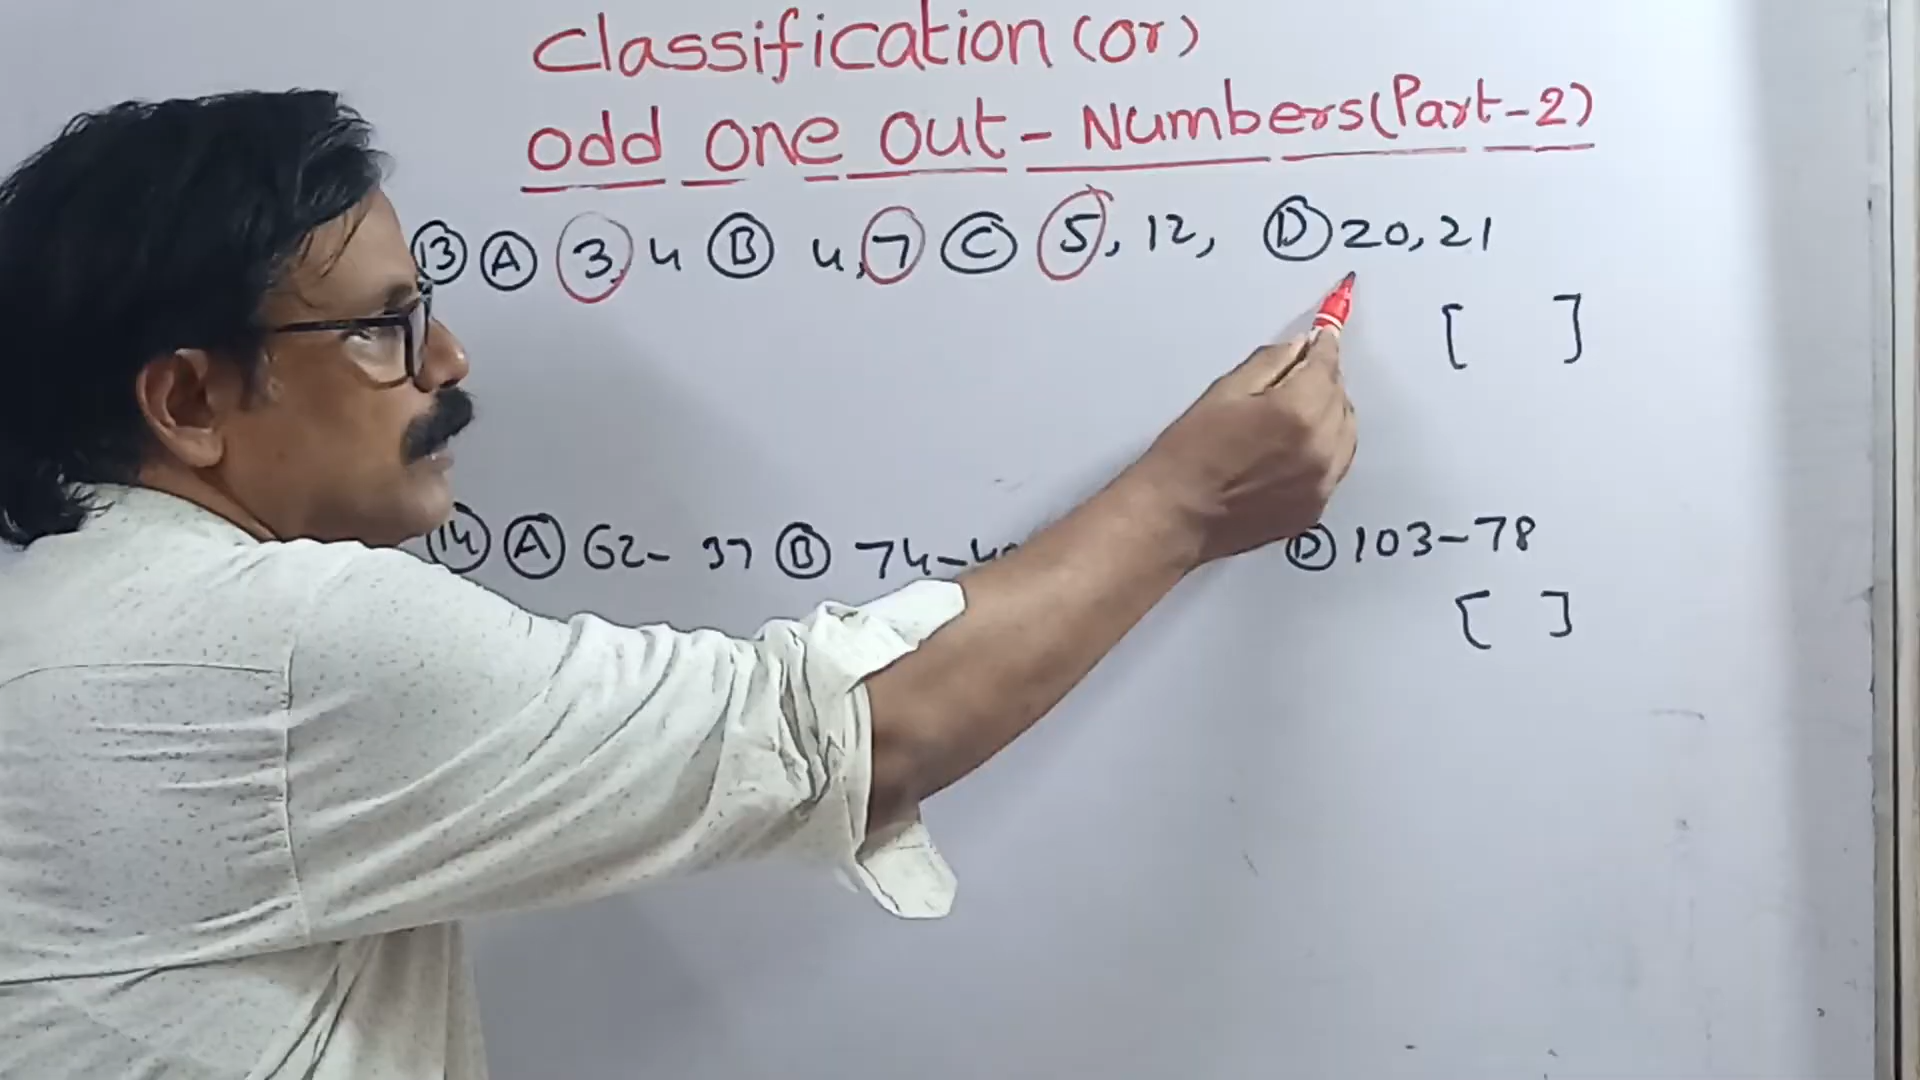 Classification (or)
odd one out - Numbers (Part-2)
13 A 3, 4 B 4, 7 C 5, 12, D 20, 21
[ ]
14 A 62- 37 B 74-4 D 103-78
[ ]